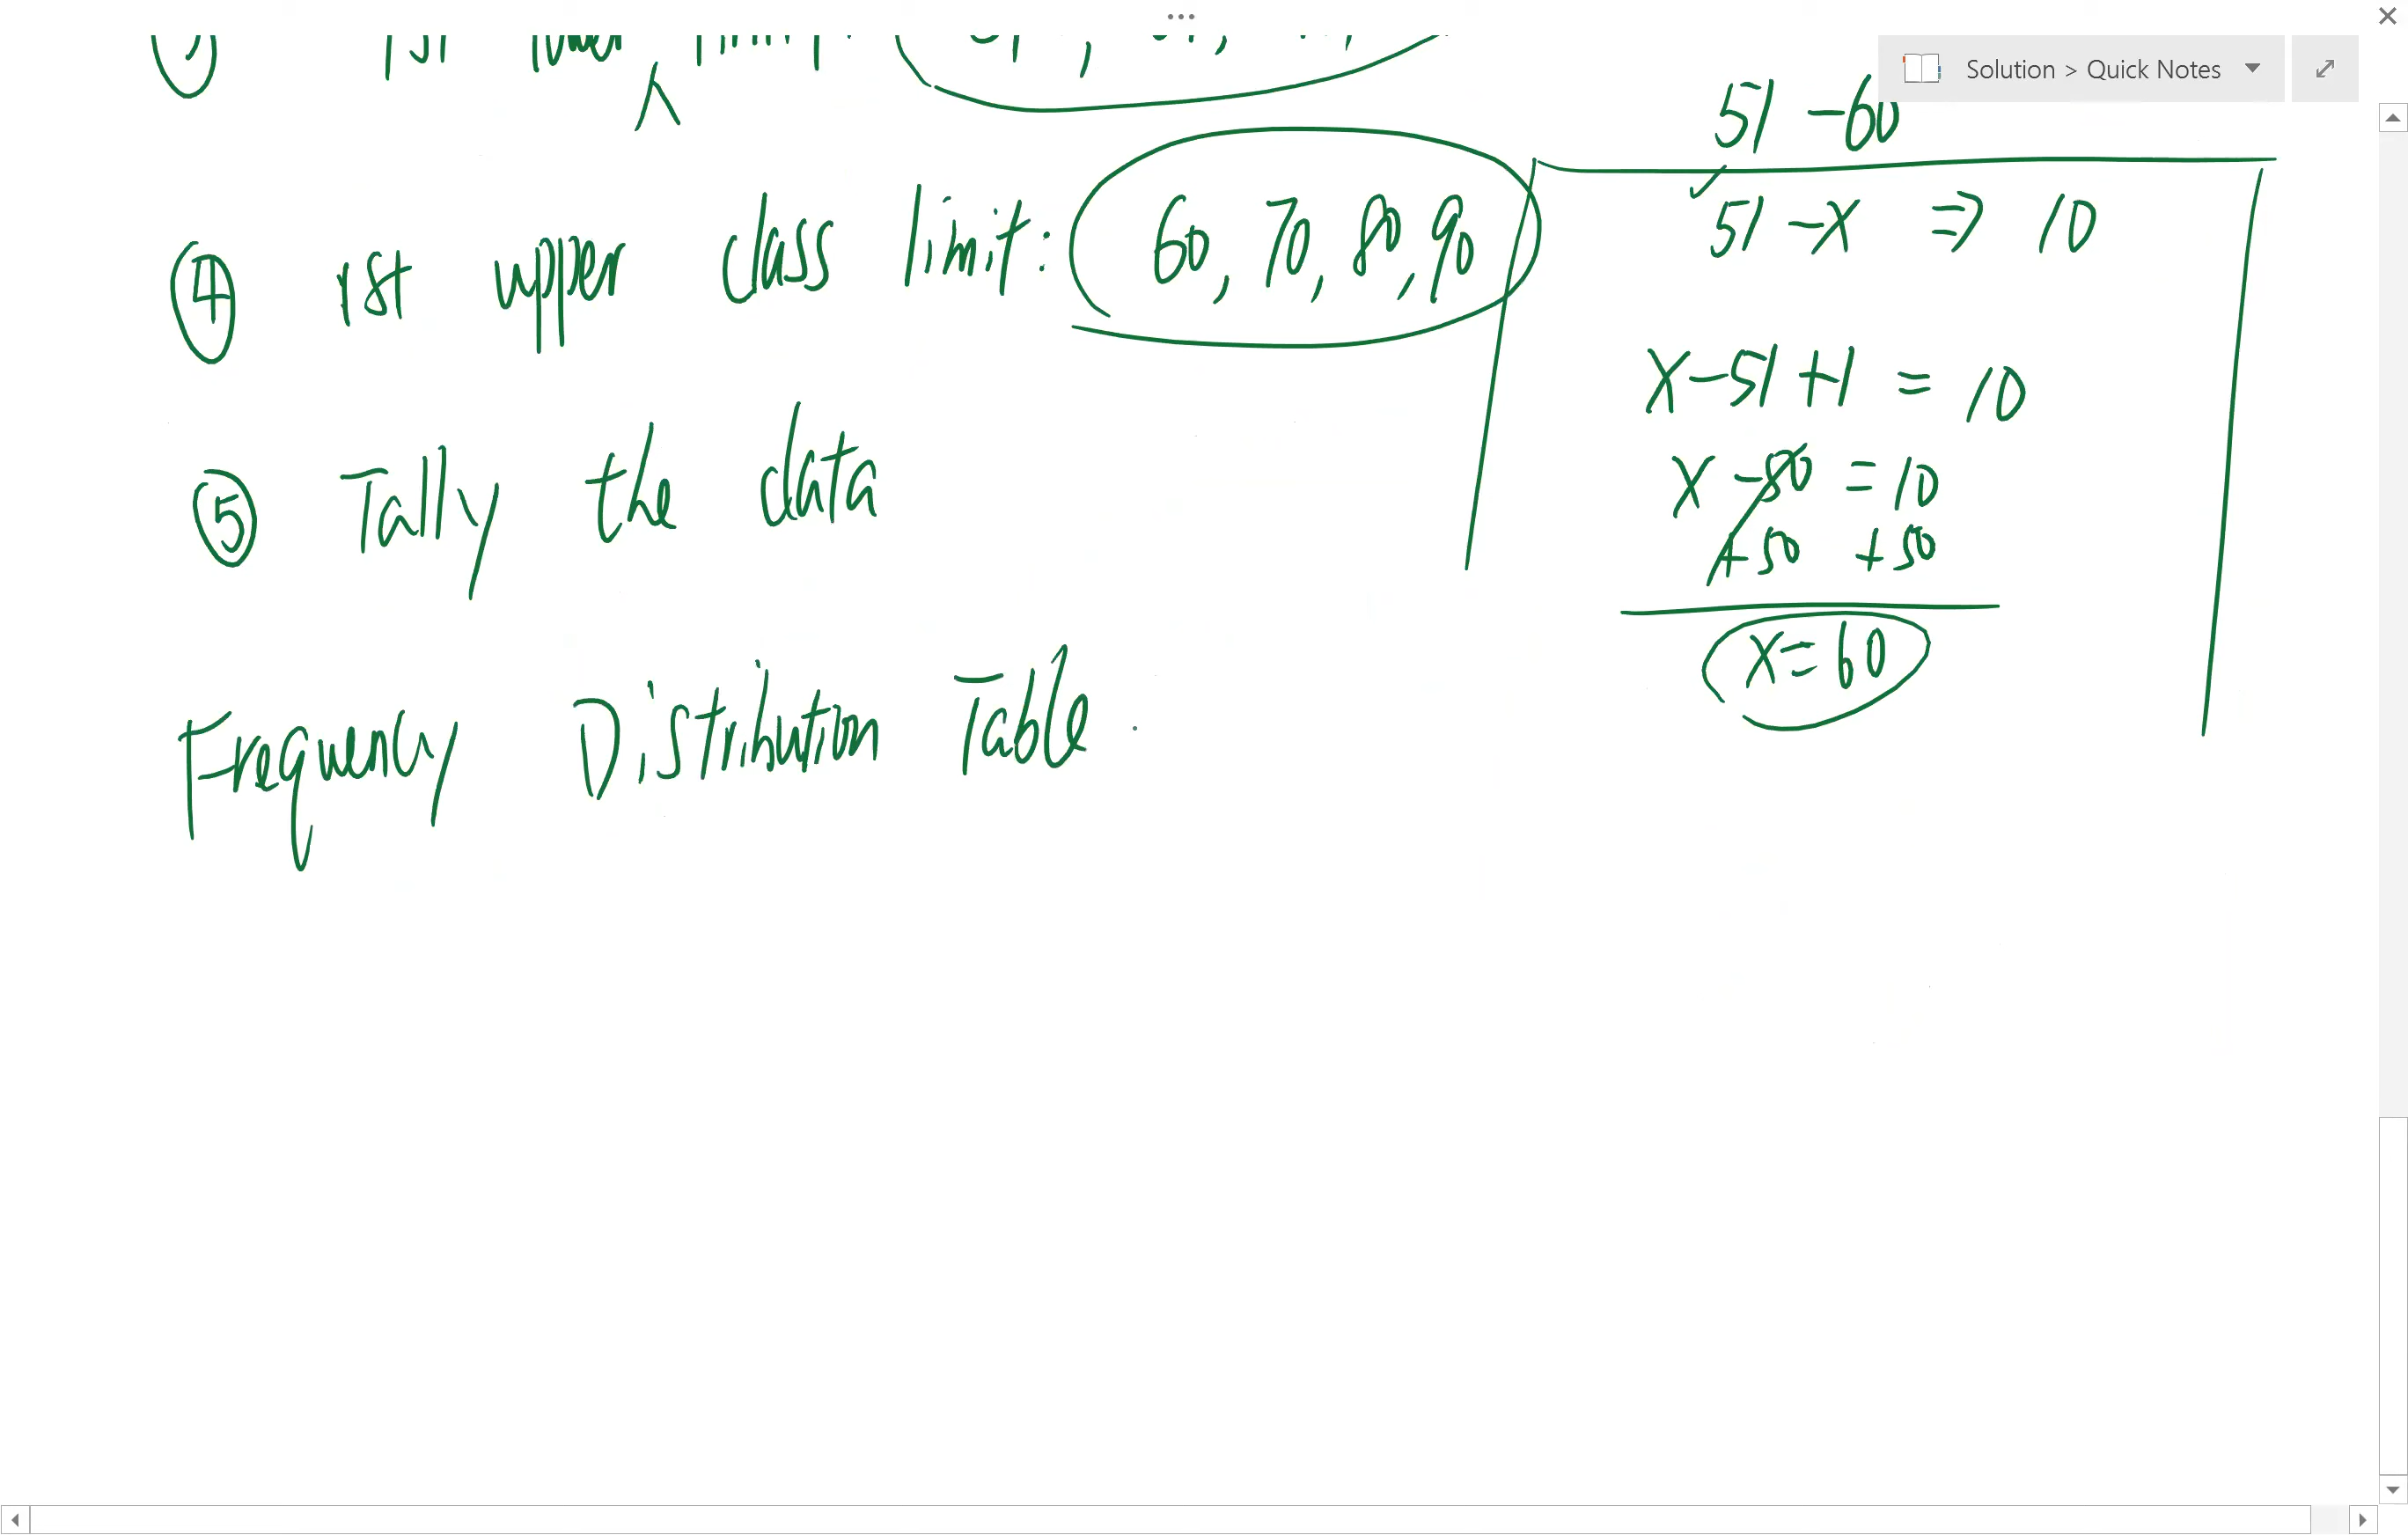 Solution > Quick Notes
51 - 60
④ 1st upper class limit: 60, 70, 80, 90
51 - x ⇒ 10
x - 51 + 1 = 10
⑤ Tally the data
x - 50 = 10
+ 50 + 50
x = 60
Frequency Distribution Table